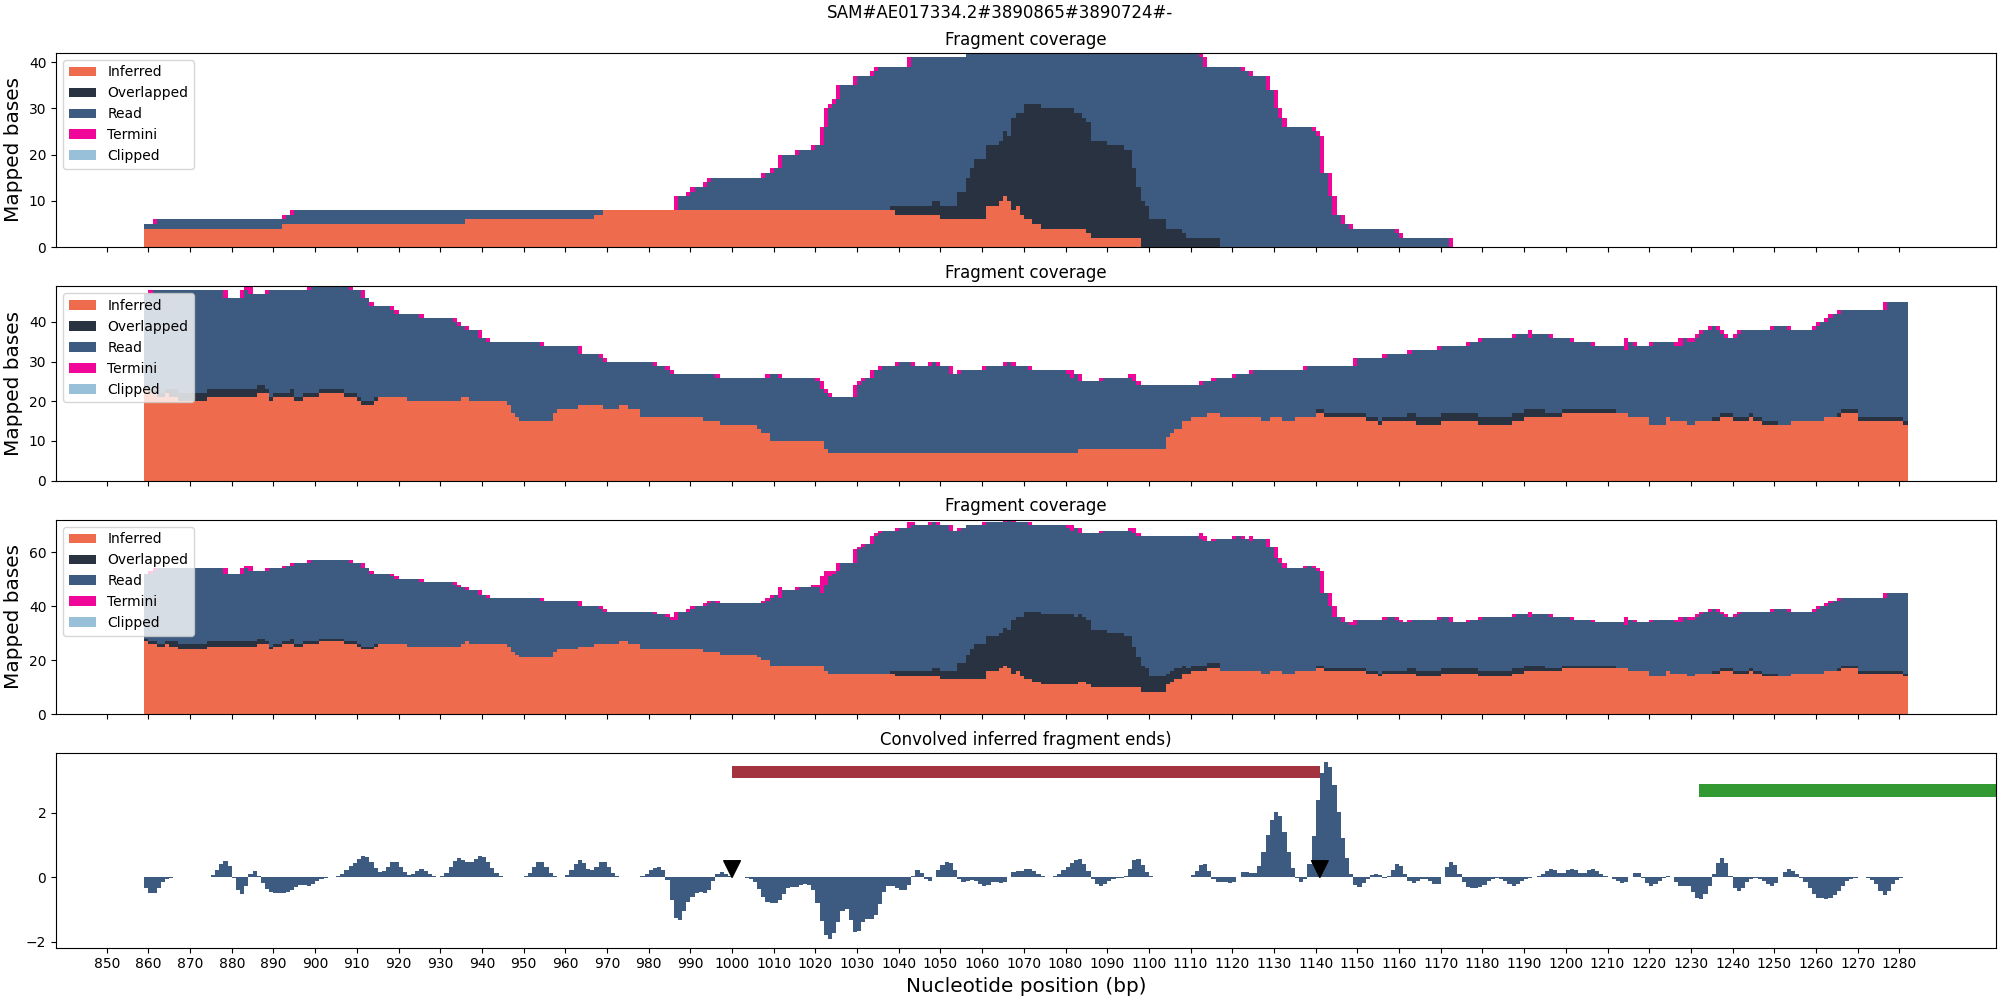 SAM#AE017334.2#3890865#3890724#-
Fragment coverage
Mapped bases
40
30
20
10
0
Inferred
Overlapped
Read
Termini
Clipped
Fragment coverage
Mapped bases
40
30
20
10
0
Inferred
Overlapped
Read
Termini
Clipped
Fragment coverage
Mapped bases
60
40
20
0
Inferred
Overlapped
Read
Termini
Clipped
Convolved inferred fragment ends)
2
0
−2
850 860 870 880 890 900 910 920 930 940 950 960 970 980 990 1000 1010 1020 1030 1040 1050 1060 1070 1080 1090 1100 1110 1120 1130 1140 1150 1160 1170 1180 1190 1200 1210 1220 1230 1240 1250 1260 1270 1280
Nucleotide position (bp)